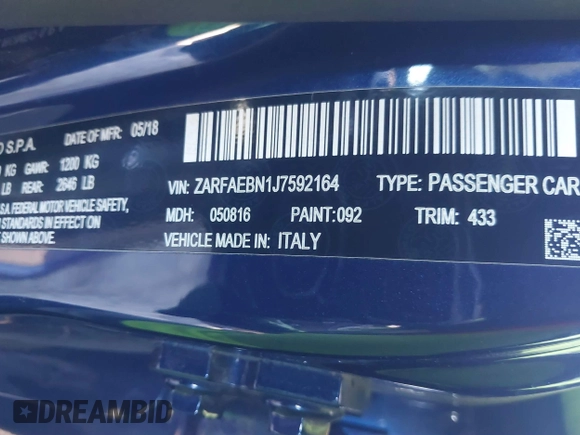 O S.P.A. DATE OF MFR: 05/18
KG GAWR: 1200 KG
LB REAR: 2646 LB
S.A. FEDERAL MOTOR VEHICLE SAFETY,
STANDARDS IN EFFECT ON
SHOWN ABOVE.
VIN: ZARFAEBN1J7592164 TYPE: PASSENGER CAR
MDH: 050816 PAINT:092 TRIM: 433
VEHICLE MADE IN: ITALY
DREAMBID